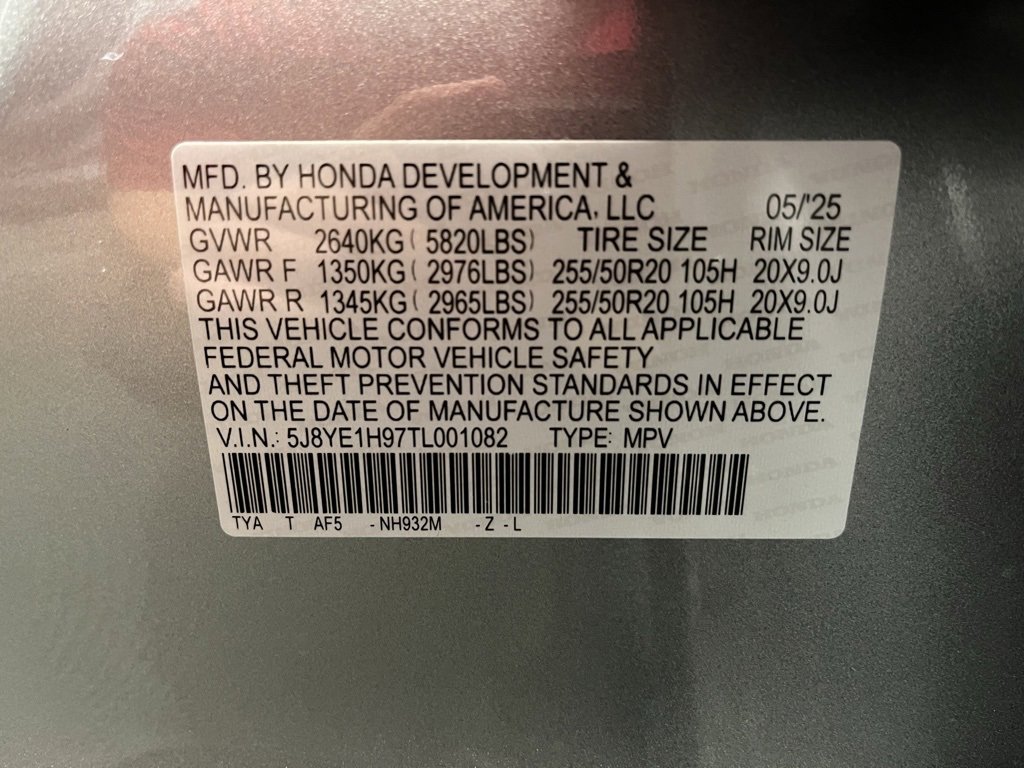 MFD. BY HONDA DEVELOPMENT &
MANUFACTURING OF AMERICA, LLC 05/'25
GVWR 2640KG ( 5820LBS) TIRE SIZE RIM SIZE
GAWR F 1350KG ( 2976LBS) 255/50R20 105H 20X9.0J
GAWR R 1345KG ( 2965LBS) 255/50R20 105H 20X9.0J
THIS VEHICLE CONFORMS TO ALL APPLICABLE
FEDERAL MOTOR VEHICLE SAFETY
AND THEFT PREVENTION STANDARDS IN EFFECT
ON THE DATE OF MANUFACTURE SHOWN ABOVE.
V.I.N.: 5J8YE1H97TL001082 TYPE: MPV
TYA T AF5 -NH932M -Z -L